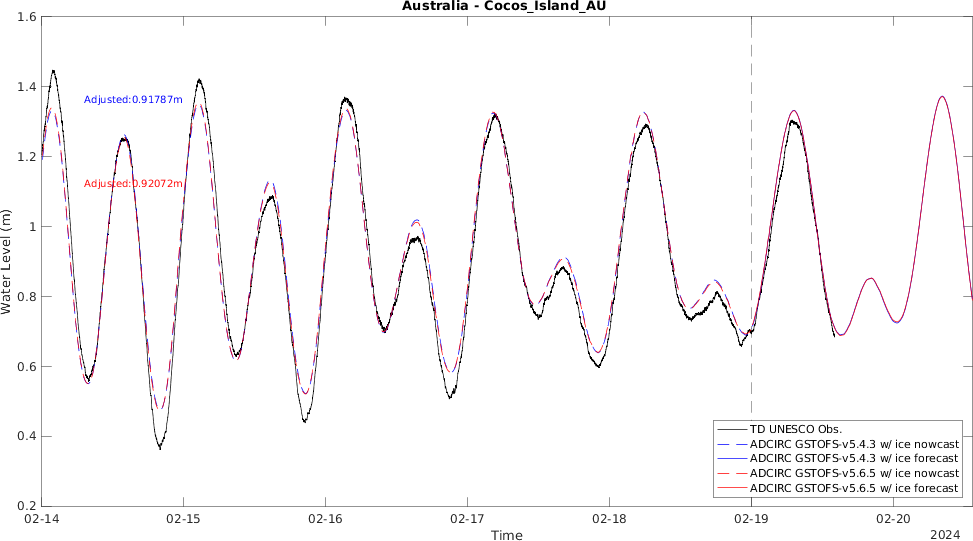 Australia - Cocos_Island_AU
1.6
1.4
1.2
1
0.8
0.6
0.4
0.2
Water Level (m)
Adjusted:0.91787m
Adjusted:0.92072m
TD UNESCO Obs.
ADCIRC GSTOFS-v5.4.3 w/ ice nowcast
ADCIRC GSTOFS-v5.4.3 w/ ice forecast
ADCIRC GSTOFS-v5.6.5 w/ ice nowcast
ADCIRC GSTOFS-v5.6.5 w/ ice forecast
02-14 02-15 02-16 02-17 02-18 02-19 02-20
Time
2024